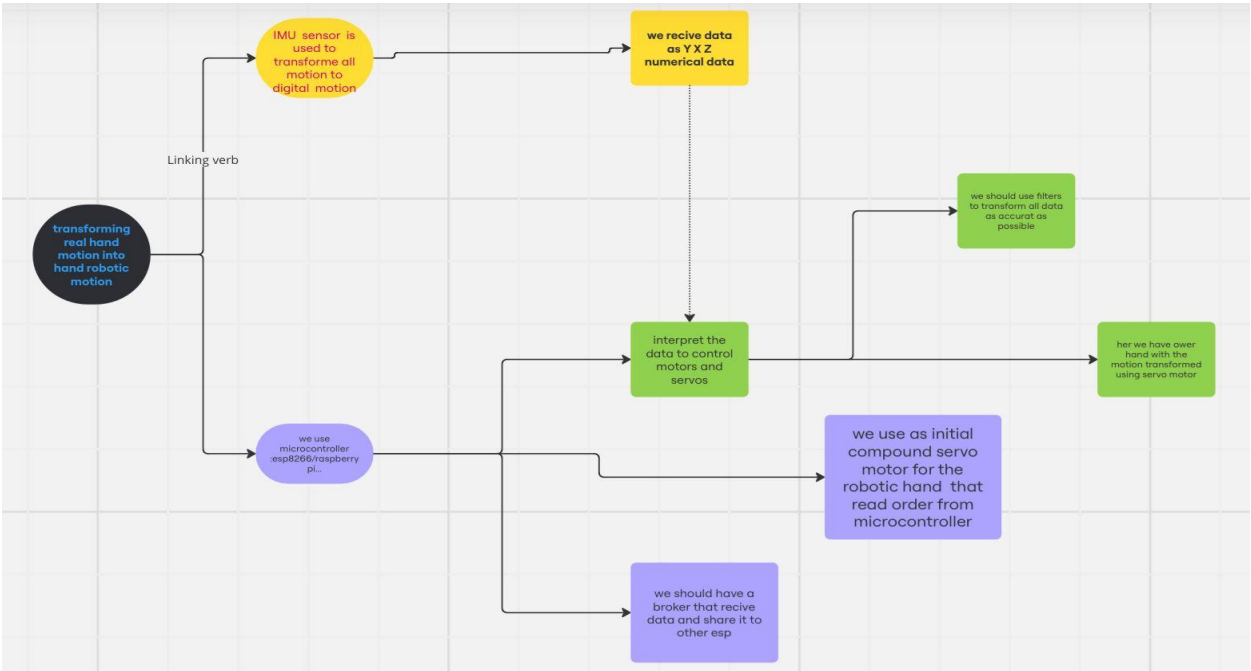 IMU sensor is
used to
transforme all
motion to
digital motion
we recive data
as Y X Z
numerical data
Linking verb
we should use filters
to transform all data
as accurat as
possible
transforming
real hand
motion into
hand robotic
motion
interpret the
data to control
motors and
servos
her we have ower
hand with the
motion transformed
using servo motor
we use
microcontroller
:esp8266/raspberry
pi...
we use as initial
compound servo
motor for the
robotic hand that
read order from
microcontroller
we should have a
broker that recive
data and share it to
other esp